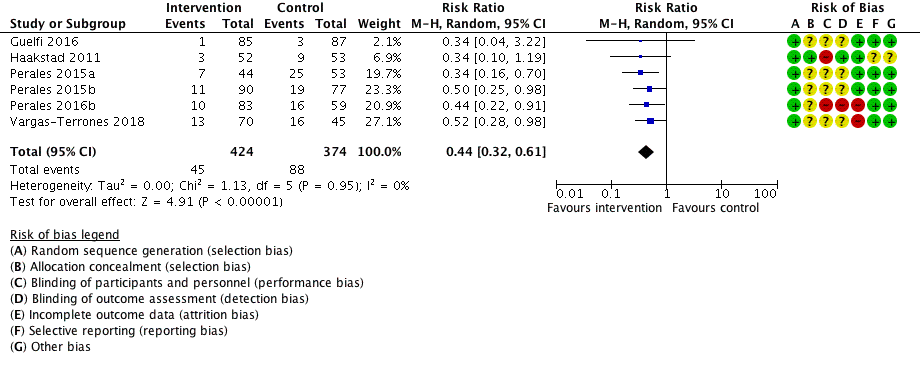 Intervention Control Risk Ratio Risk Ratio Risk of Bias
Study or Subgroup Events Total Events Total Weight M-H, Random, 95% CI M-H, Random, 95% CI A B C D E F G
Guelfi 2016 1 85 3 87 2.1% 0.34 [0.04, 3.22] + ? ? ? + + +
Haakstad 2011 3 52 9 53 6.9% 0.34 [0.10, 1.19] + + - + + ? ?
Perales 2015a 7 44 25 53 19.7% 0.34 [0.16, 0.70] + ? ? ? + + +
Perales 2015b 11 90 19 77 23.3% 0.50 [0.25, 0.98] + ? ? ? + + +
Perales 2016b 10 83 16 59 20.9% 0.44 [0.22, 0.91] + ? - - - + +
Vargas-Terrones 2018 13 70 16 45 27.1% 0.52 [0.28, 0.98] + ? ? ? - + +
Total (95% CI) 424 374 100.0% 0.44 [0.32, 0.61]
Total events 45 88
Heterogeneity: Tau² = 0.00; Chi² = 1.13, df = 5 (P = 0.95); I² = 0%
Test for overall effect: Z = 4.91 (P < 0.00001)
0.01 0.1 1 10 100
Favours intervention Favours control
Risk of bias legend
(A) Random sequence generation (selection bias)
(B) Allocation concealment (selection bias)
(C) Blinding of participants and personnel (performance bias)
(D) Blinding of outcome assessment (detection bias)
(E) Incomplete outcome data (attrition bias)
(F) Selective reporting (reporting bias)
(G) Other bias